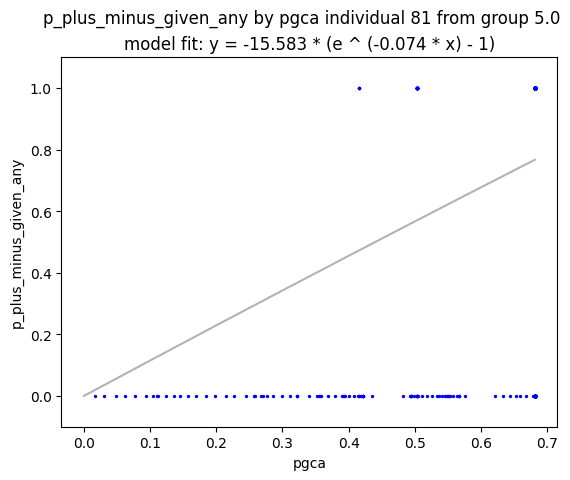 p_plus_minus_given_any by pgca individual 81 from group 5.0
model fit: y = -15.583 * (e ^ (-0.074 * x) - 1)
1.0
0.8
0.6
0.4
0.2
0.0
p_plus_minus_given_any
0.0 0.1 0.2 0.3 0.4 0.5 0.6 0.7
pgca